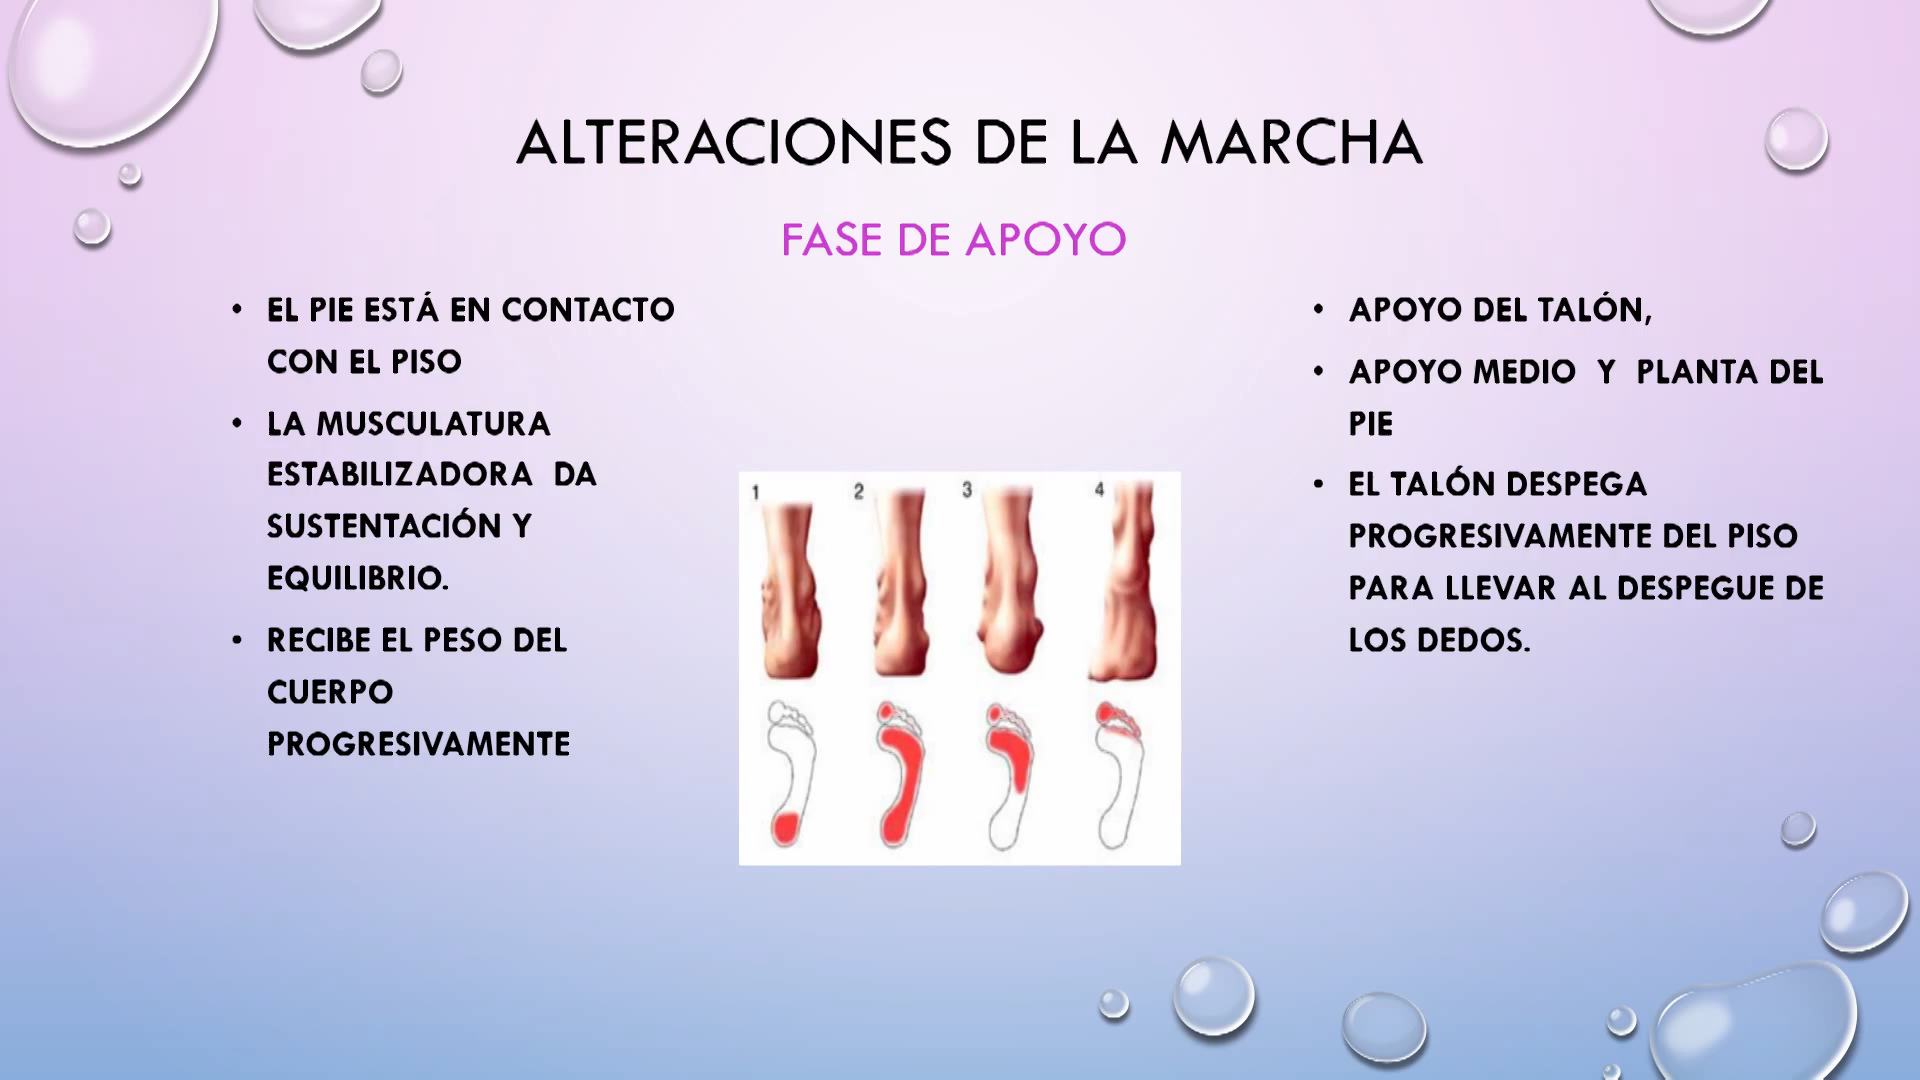 ALTERACIONES DE LA MARCHA
FASE DE APOYO
• EL PIE ESTÁ EN CONTACTO
CON EL PISO
• LA MUSCULATURA
ESTABILIZADORA DA
SUSTENTACIÓN Y
EQUILIBRIO.
• RECIBE EL PESO DEL
CUERPO
PROGRESIVAMENTE
1 2 3 4
• APOYO DEL TALÓN,
• APOYO MEDIO Y PLANTA DEL
PIE
• EL TALÓN DESPEGA
PROGRESIVAMENTE DEL PISO
PARA LLEVAR AL DESPEGUE DE
LOS DEDOS.